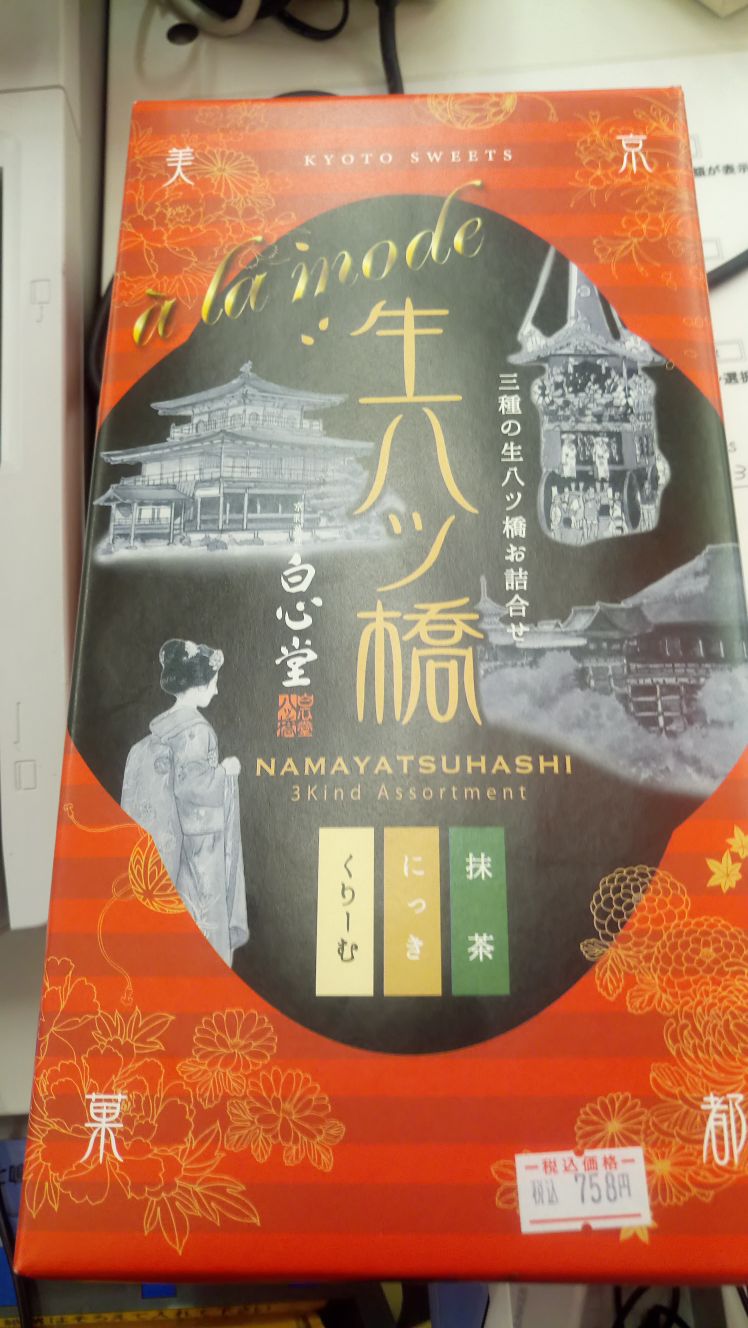 KYOTO SWEETS
京
都
美
菓
à la mode
生八ッ橋
三種の生八ッ橋お詰合せ
白心堂
NAMAYATSUHASHI
3Kind Assortment
抹茶
にっき
くりーむ
税込価格
税込 758円